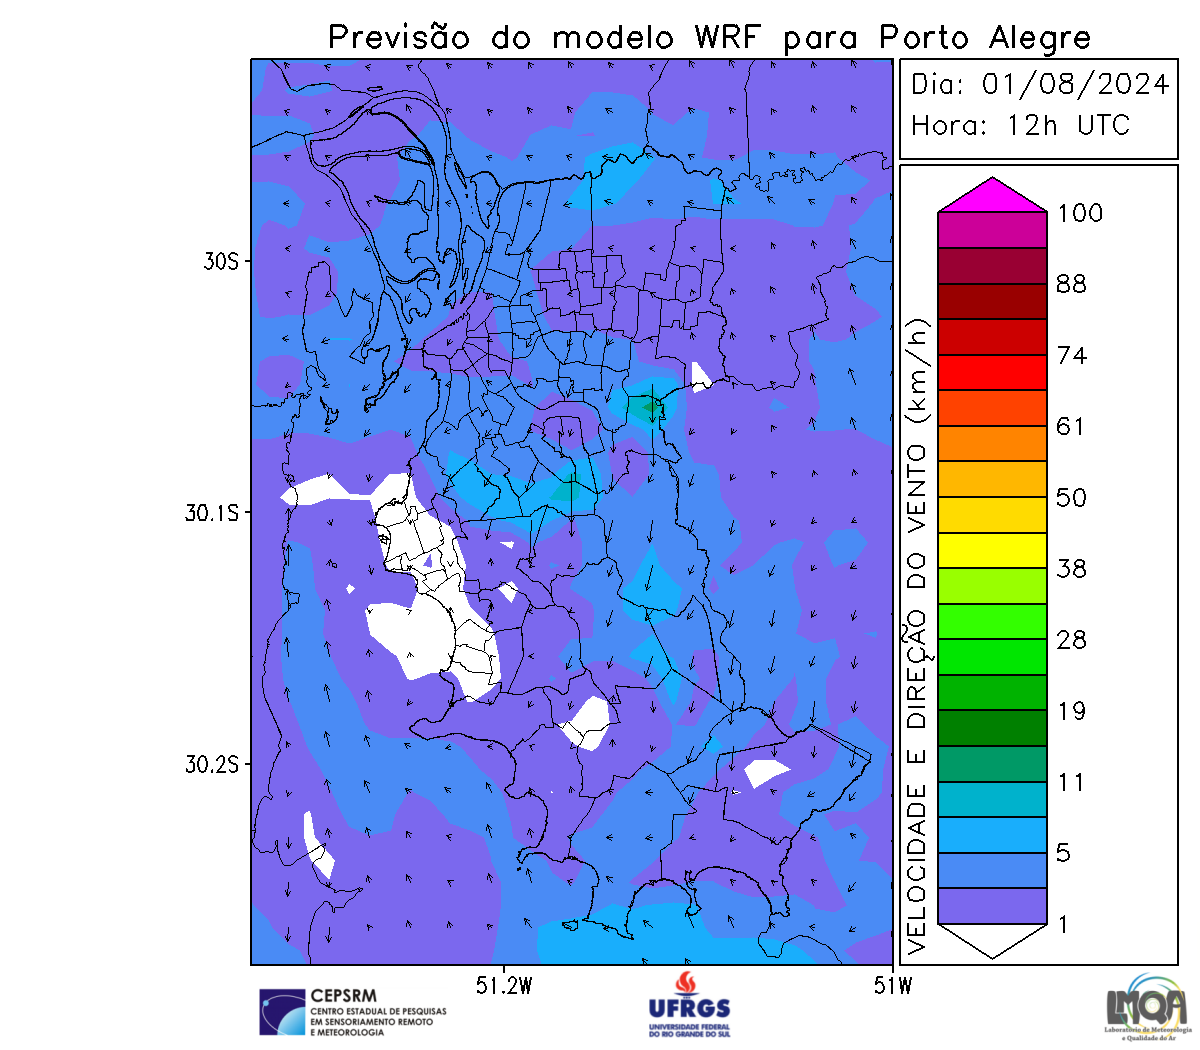 Previsão do modelo WRF para Porto Alegre
Dia: 01/08/2024
Hora: 12h UTC
30S
30.1S
30.2S
51.2W
51W
VELOCIDADE E DIREÇÃO DO VENTO (km/h)
100
88
74
61
50
38
28
19
11
5
1
CEPSRM
CENTRO ESTADUAL DE PESQUISAS
EM SENSORIAMENTO REMOTO
E METEOROLOGIA
UFRGS
UNIVERSIDADE FEDERAL
DO RIO GRANDE DO SUL
LMQA
Laboratório de Meteorologia
e Qualidade do Ar